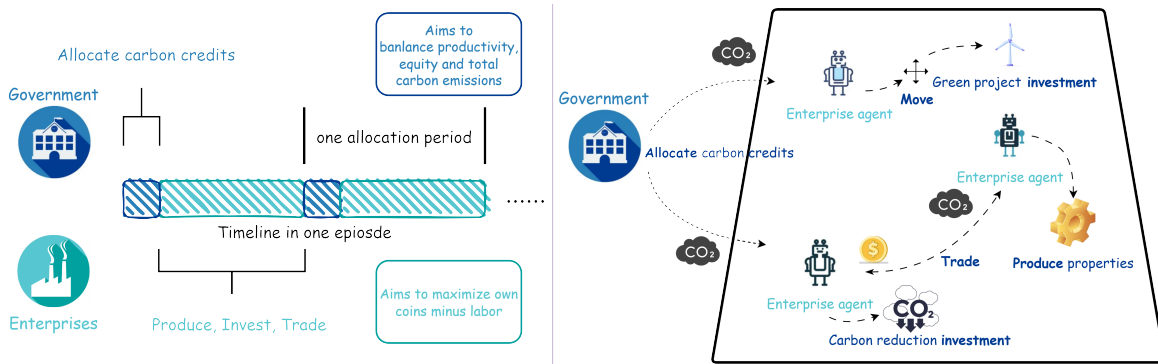 Allocate carbon credits
Aims to
banlance productivity,
equity and total
carbon emissions
Government
one allocation period
......
Timeline in one epiosde
Enterprises
Produce, Invest, Trade
Aims to maximize own
coins minus labor
CO2
Government
Allocate carbon credits
CO2
Enterprise agent
Move
Green project investment
Enterprise agent
CO2
$
Trade
Produce properties
Enterprise agent
CO2
Carbon reduction investment